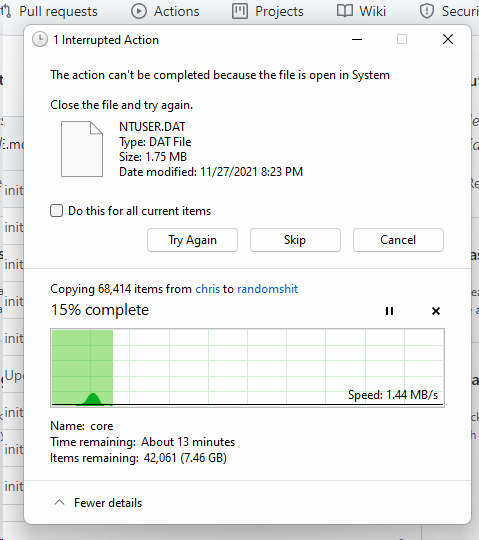 Pull requests Actions Projects Wiki Securi
1 Interrupted Action
The action can't be completed because the file is open in System
Close the file and try again.
NTUSER.DAT
Type: DAT File
Size: 1.75 MB
Date modified: 11/27/2021 8:23 PM
Do this for all current items
Try Again Skip Cancel
Copying 68,414 items from chris to randomshit
15% complete
Speed: 1.44 MB/s
Name: core
Time remaining: About 13 minutes
Items remaining: 42,061 (7.46 GB)
Fewer details
init
init
init
init
init
Up
init
init
init